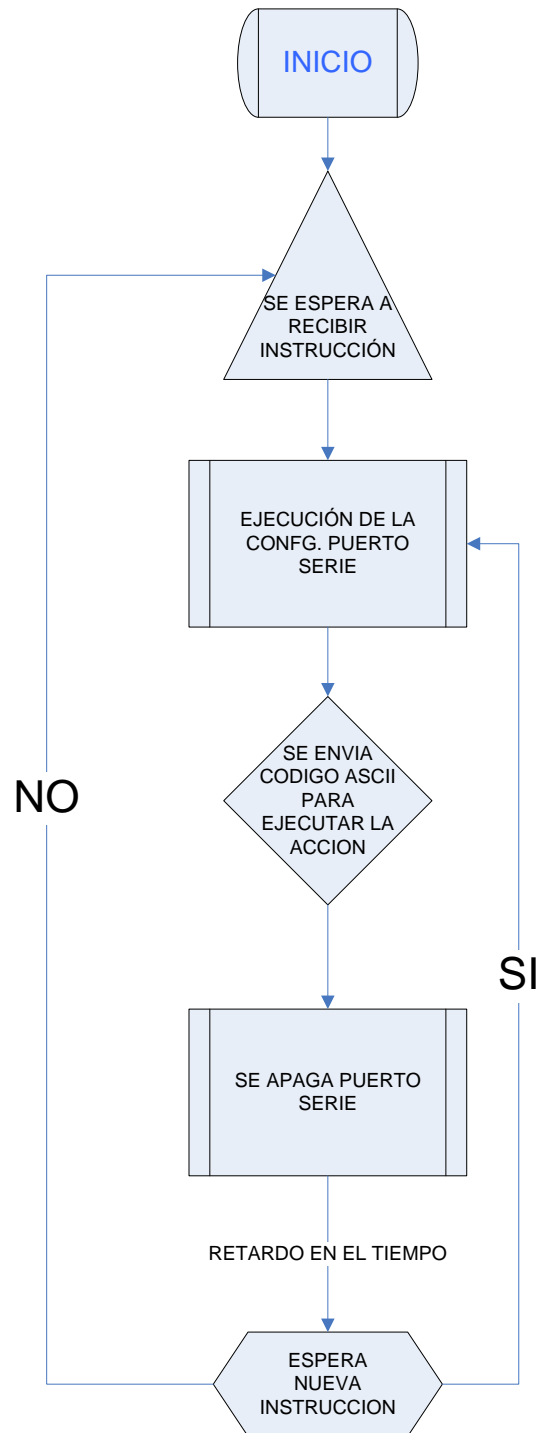 INICIO
SE ESPERA A
RECIBIR
INSTRUCCIÓN
EJECUCIÓN DE LA
CONFG. PUERTO
SERIE
SE ENVIA
CODIGO ASCII
PARA
EJECUTAR LA
ACCION
NO
SI
SE APAGA PUERTO
SERIE
RETARDO EN EL TIEMPO
ESPERA
NUEVA
INSTRUCCION